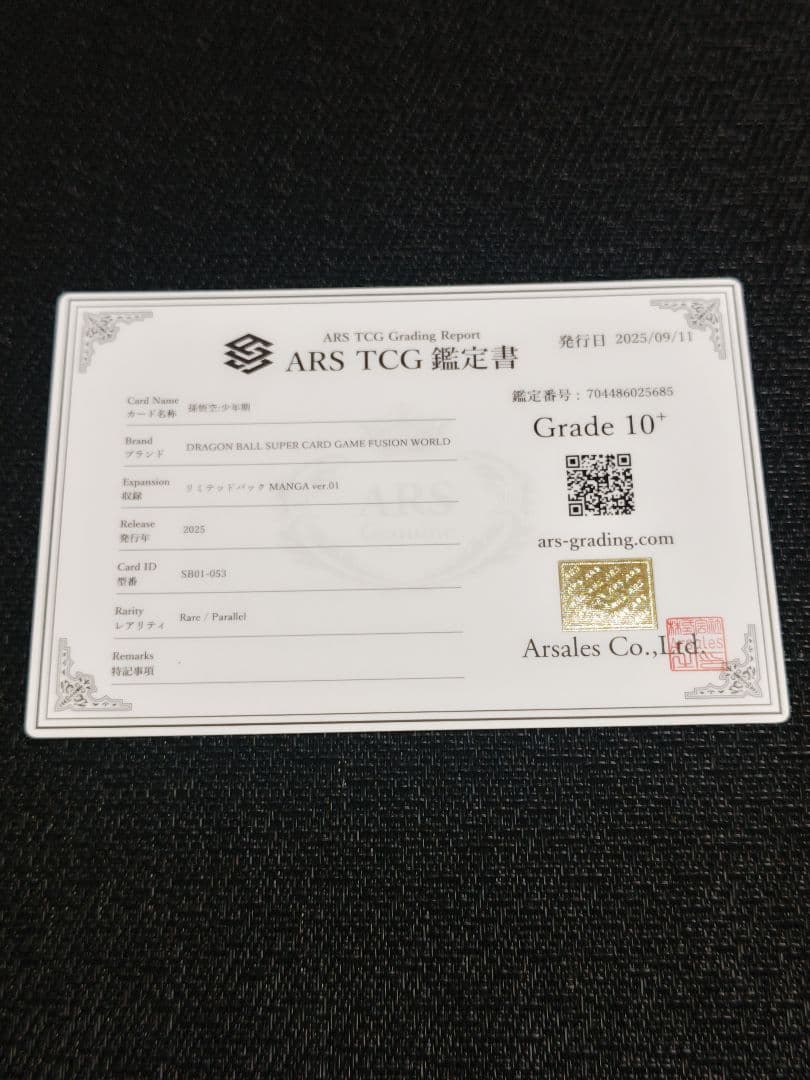 ARS TCG Grading Report
ARS TCG 鑑定書
発行日 2025/09/11
Card Name
カード名称 孫悟空:少年期
Brand
ブランド DRAGON BALL SUPER CARD GAME FUSION WORLD
Expansion
収録 リミテッドパック MANGA ver.01
Release
発行年 2025
Card ID
型番 SB01-053
Rarity
レアリティ Rare / Parallel
Remarks
特記事項
ARS
鑑定番号 : 704486025685
Grade 10+
ars-grading.com
Arsales Co.,Ltd.
Arsales